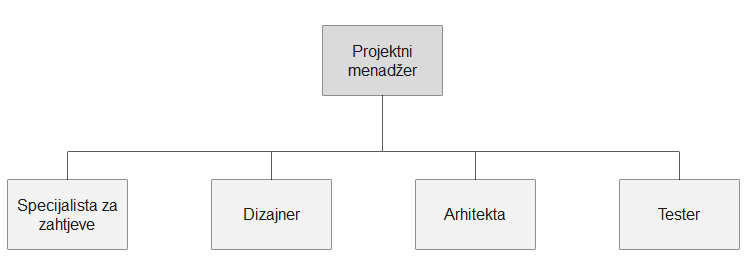 Projektni
menadžer
Specijalista za
zahtjeve
Dizajner
Arhitekta
Tester